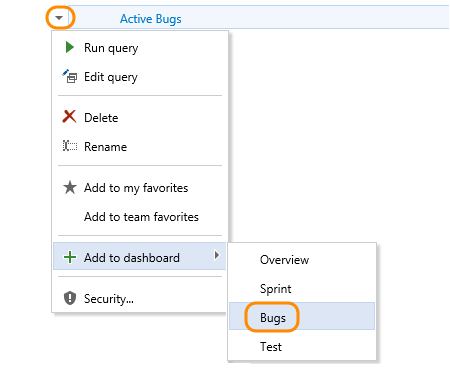 Active Bugs
Run query
Edit query
Delete
Rename
Add to my favorites
Add to team favorites
Add to dashboard
Security...
Overview
Sprint
Bugs
Test